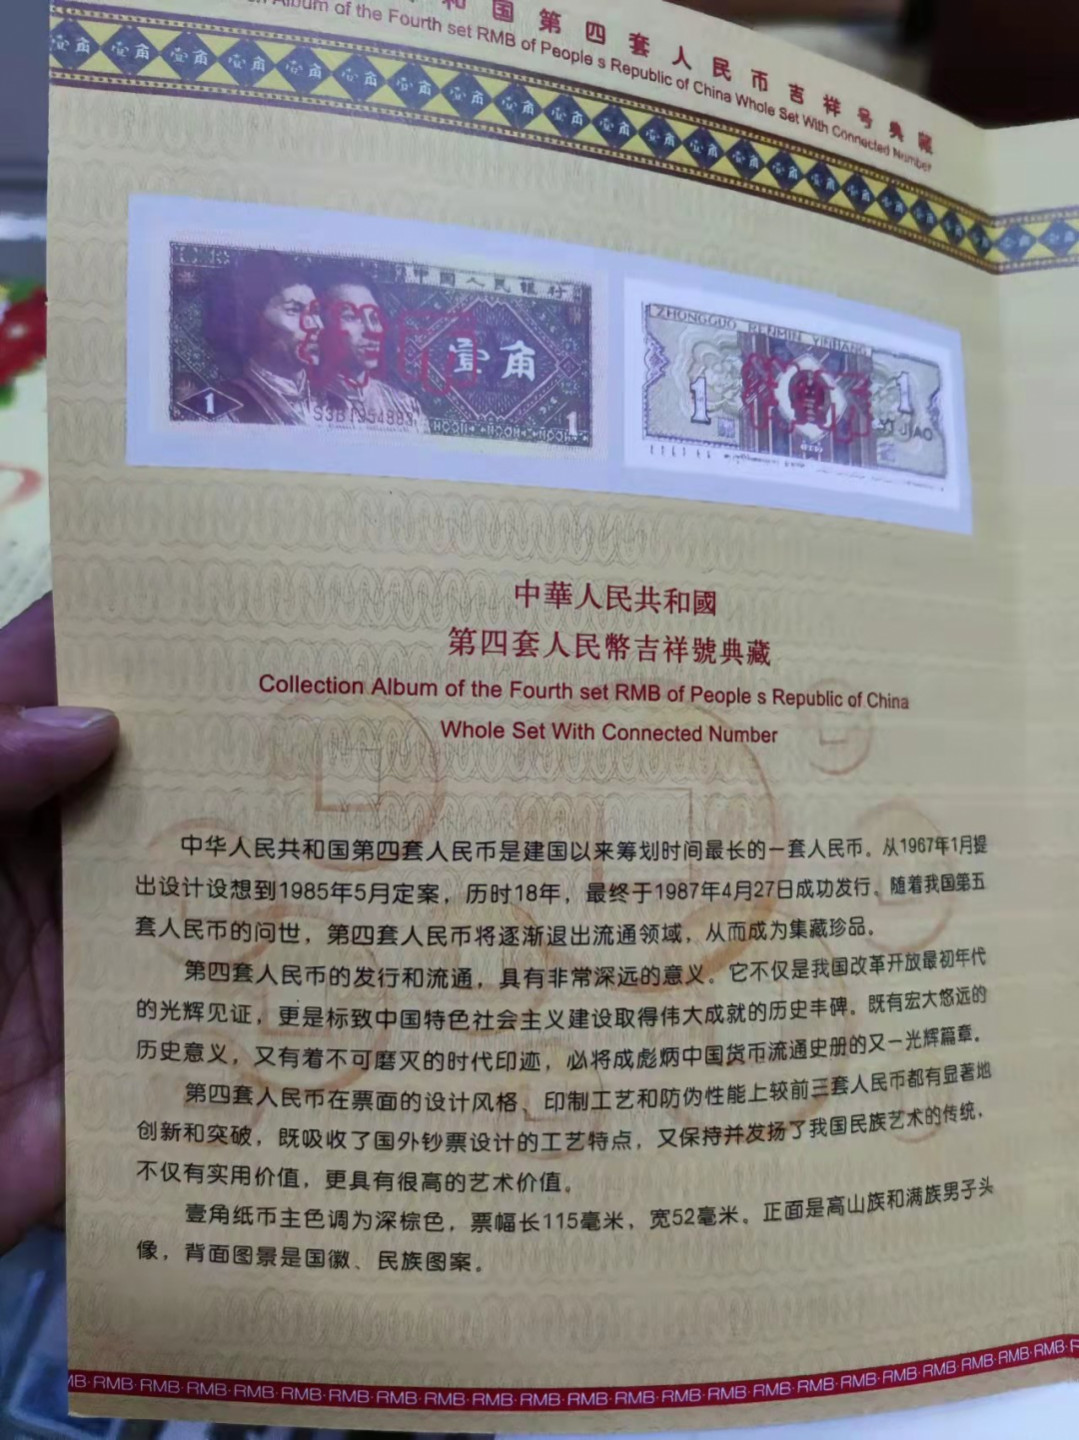 和国第四套人民币吉祥号典藏
Album of the Fourth set RMB of People s Republic of China Whole Set With Connected Number
中国人民银行
壹角
1
1
ZHONGGUO RENMIN YINHANG
1
1
YI JIAO
中華人民共和國
第四套人民幣吉祥號典藏
Collection Album of the Fourth set RMB of People s Republic of China
Whole Set With Connected Number
中华人民共和国第四套人民币是建国以来筹划时间最长的一套人民币。从1967年1月提
出设计设想到1985年5月定案，历时18年，最终于1987年4月27日成功发行。随着我国第五
套人民币的问世，第四套人民币将逐渐退出流通领域，从而成为集藏珍品。
第四套人民币的发行和流通，具有非常深远的意义。它不仅是我国改革开放最初年代
的光辉见证，更是标致中国特色社会主义建设取得伟大成就的历史丰碑。既有宏大悠远的
历史意义，又有着不可磨灭的时代印迹，必将成彪炳中国货币流通史册的又一光辉篇章。
第四套人民币在票面的设计风格、印制工艺和防伪性能上较前三套人民币都有显著地
创新和突破，既吸收了国外钞票设计的工艺特点，又保持并发扬了我国民族艺术的传统，
不仅有实用价值，更具有很高的艺术价值。
壹角纸币主色调为深棕色，票幅长115毫米，宽52毫米。正面是高山族和满族男子头
像，背面图景是国徽、民族图案。
RMB·RMB·RMB·RMB·RMB·RMB·RMB·RMB·RMB·RMB·RMB·RMB·RMB·RMB·RMB·RMB·RMB·RMB·RMB·RMB·RMB